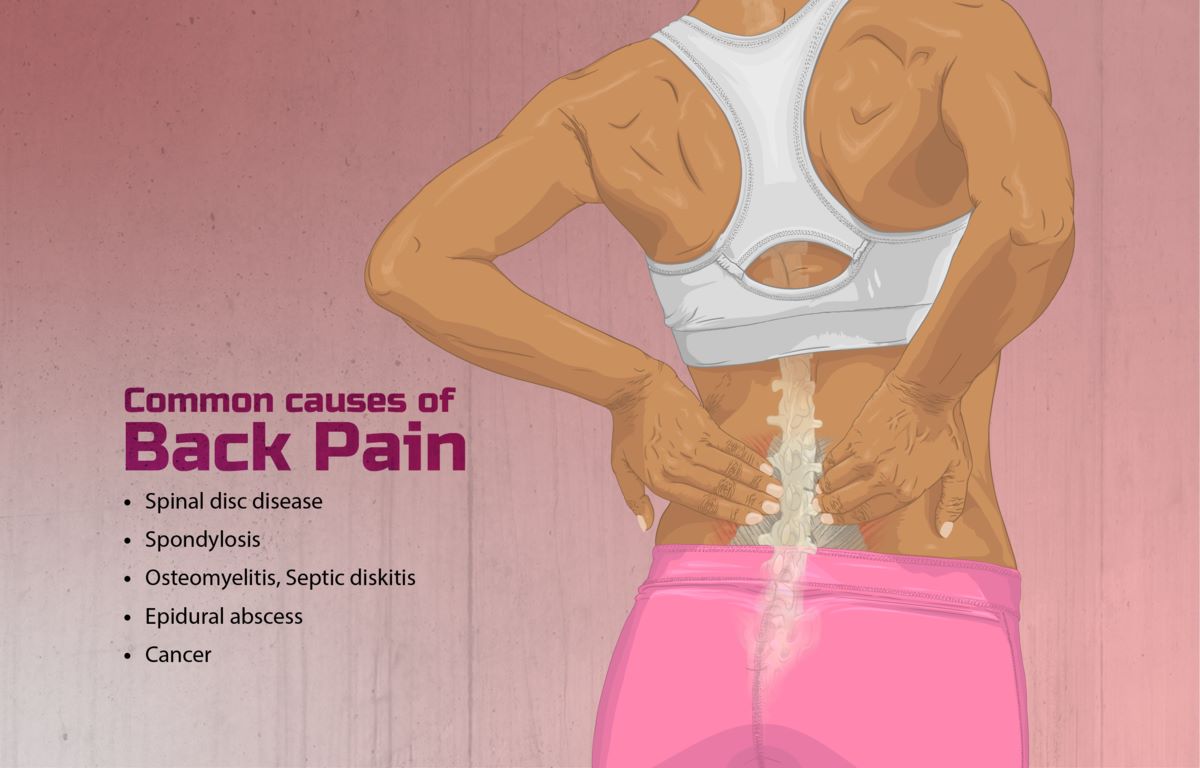 Common causes of
Back Pain
• Spinal disc disease
• Spondylosis
• Osteomyelitis, Septic diskitis
• Epidural abscess
• Cancer